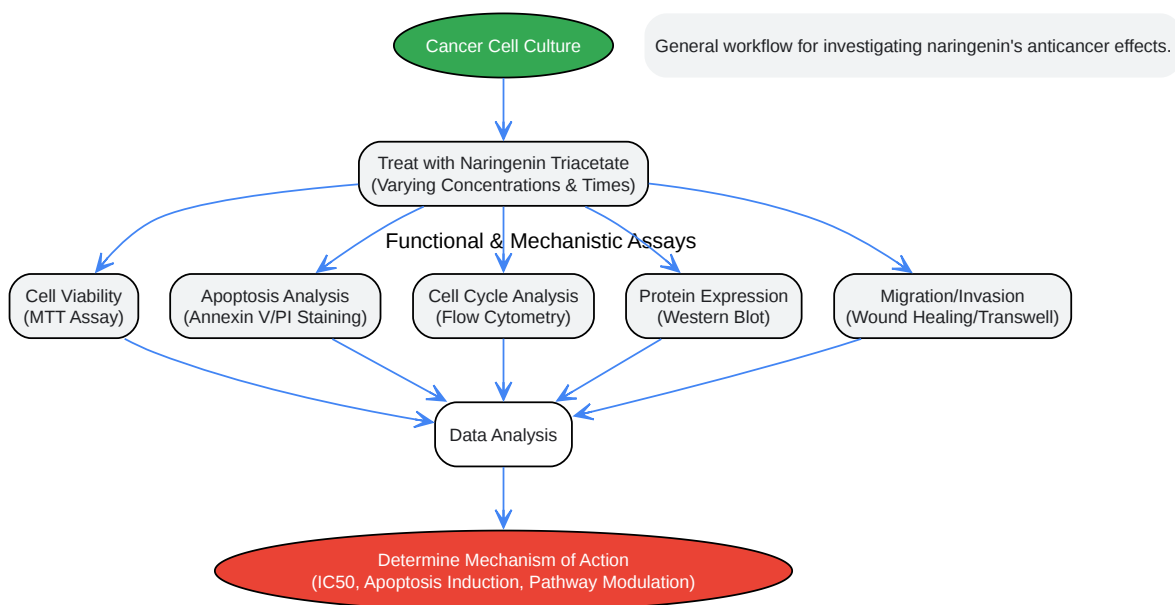 Cancer Cell Culture
General workflow for investigating naringenin's anticancer effects.
Treat with Naringenin Triacetate
(Varying Concentrations & Times)
Functional & Mechanistic Assays
Cell Viability
(MTT Assay)
Apoptosis Analysis
(Annexin V/PI Staining)
Cell Cycle Analysis
(Flow Cytometry)
Protein Expression
(Western Blot)
Migration/Invasion
(Wound Healing/Transwell)
Data Analysis
Determine Mechanism of Action
(IC50, Apoptosis Induction, Pathway Modulation)